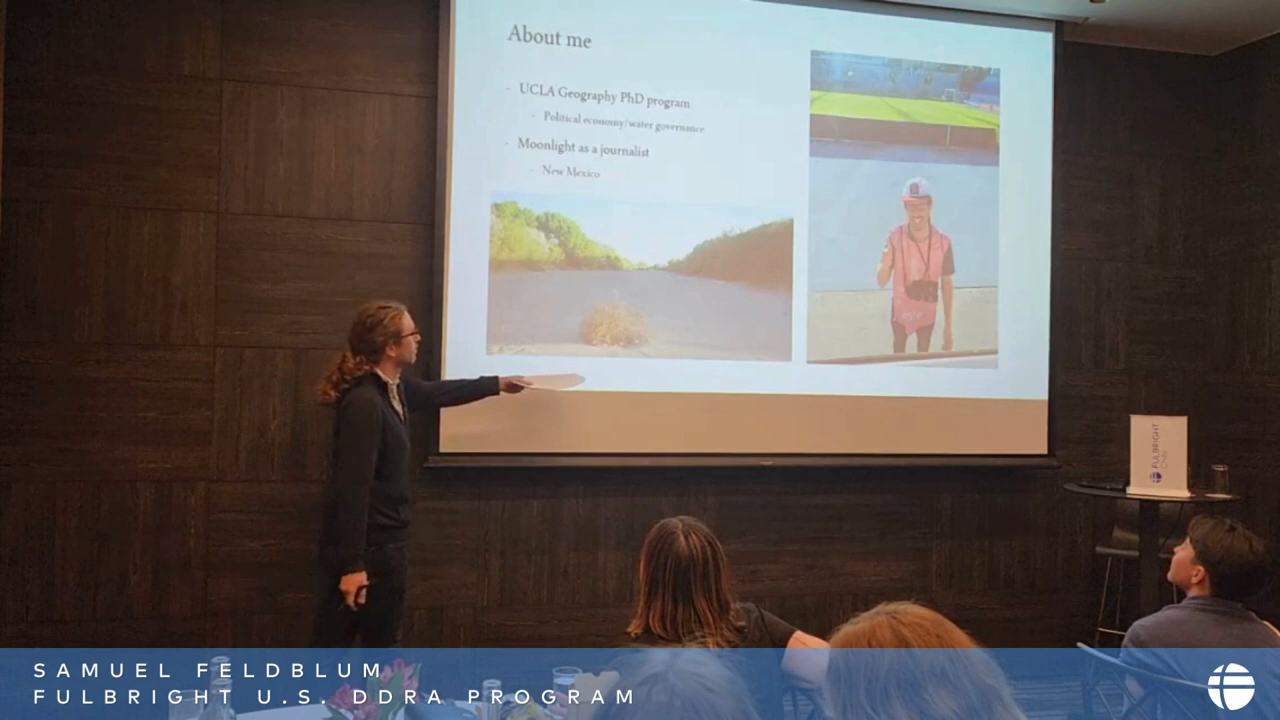 About me
- UCLA Geography PhD program
- Political economy/water governance
- Moonlight as a journalist
- New Mexico
FULBRIGHT
SAMUEL FELDBLUM
FULBRIGHT U.S. DDRA PROGRAM